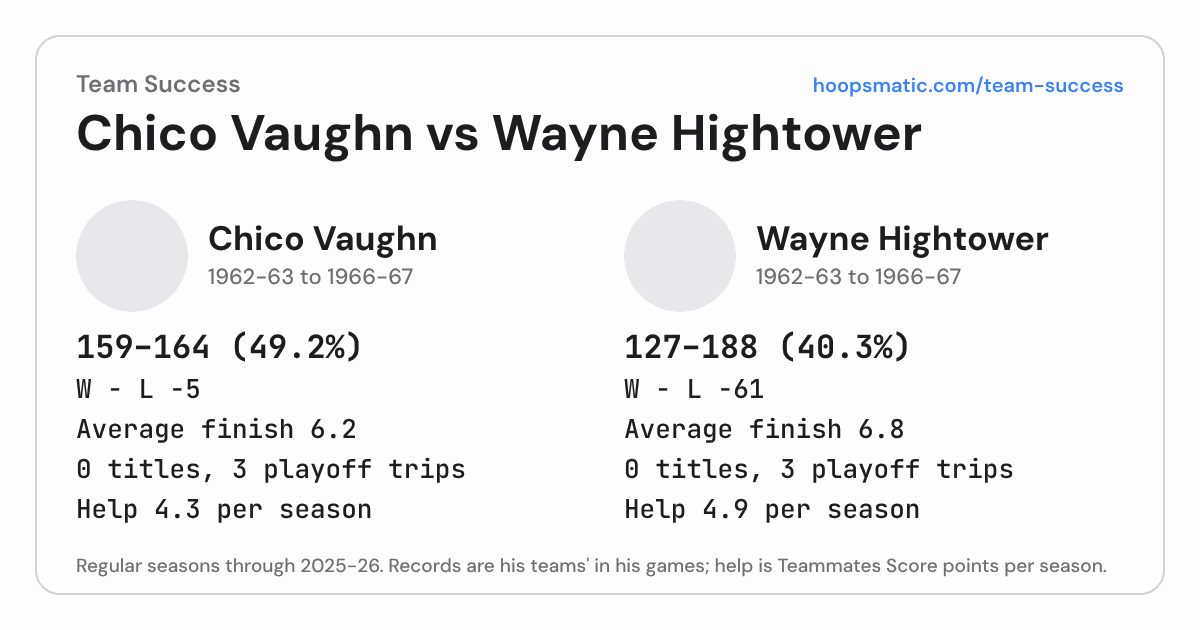 Team Success
hoopsmatic.com/team-success
Chico Vaughn vs Wayne Hightower
Chico Vaughn
1962-63 to 1966-67
159-164 (49.2%)
W - L -5
Average finish 6.2
0 titles, 3 playoff trips
Help 4.3 per season
Wayne Hightower
1962-63 to 1966-67
127-188 (40.3%)
W - L -61
Average finish 6.8
0 titles, 3 playoff trips
Help 4.9 per season
Regular seasons through 2025-26. Records are his teams' in his games; help is Teammates Score points per season.